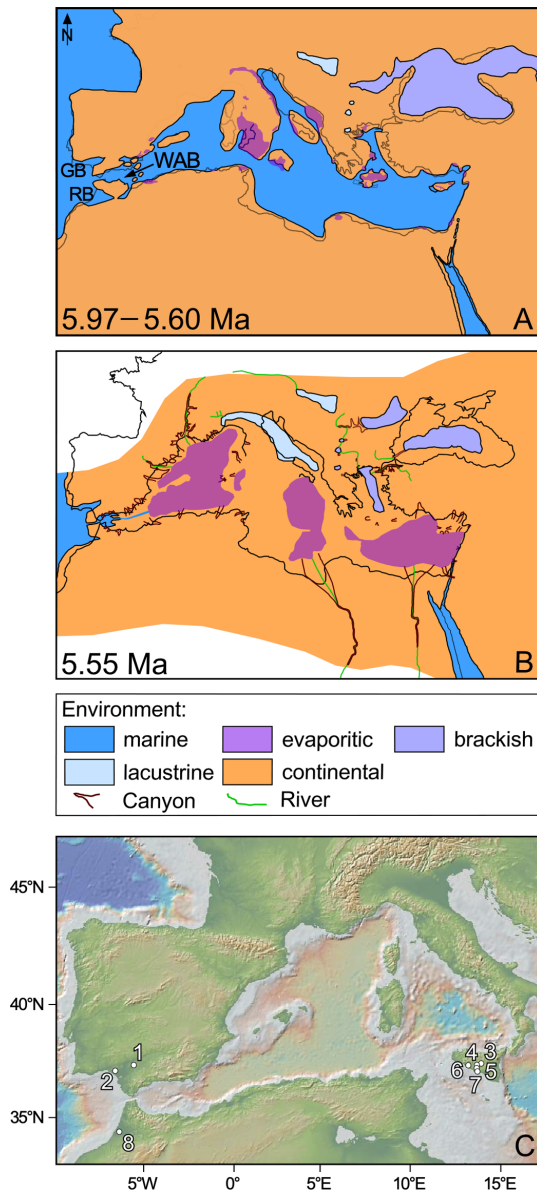 N
GB
WAB
RB
5.97–5.60 Ma
A
5.55 Ma
B
Environment:
marine
evaporitic
brackish
lacustrine
continental
Canyon
River
45°N
40°N
35°N
1
2
4
3
6
5
7
8
C
5°W
0°
5°E
10°E
15°E